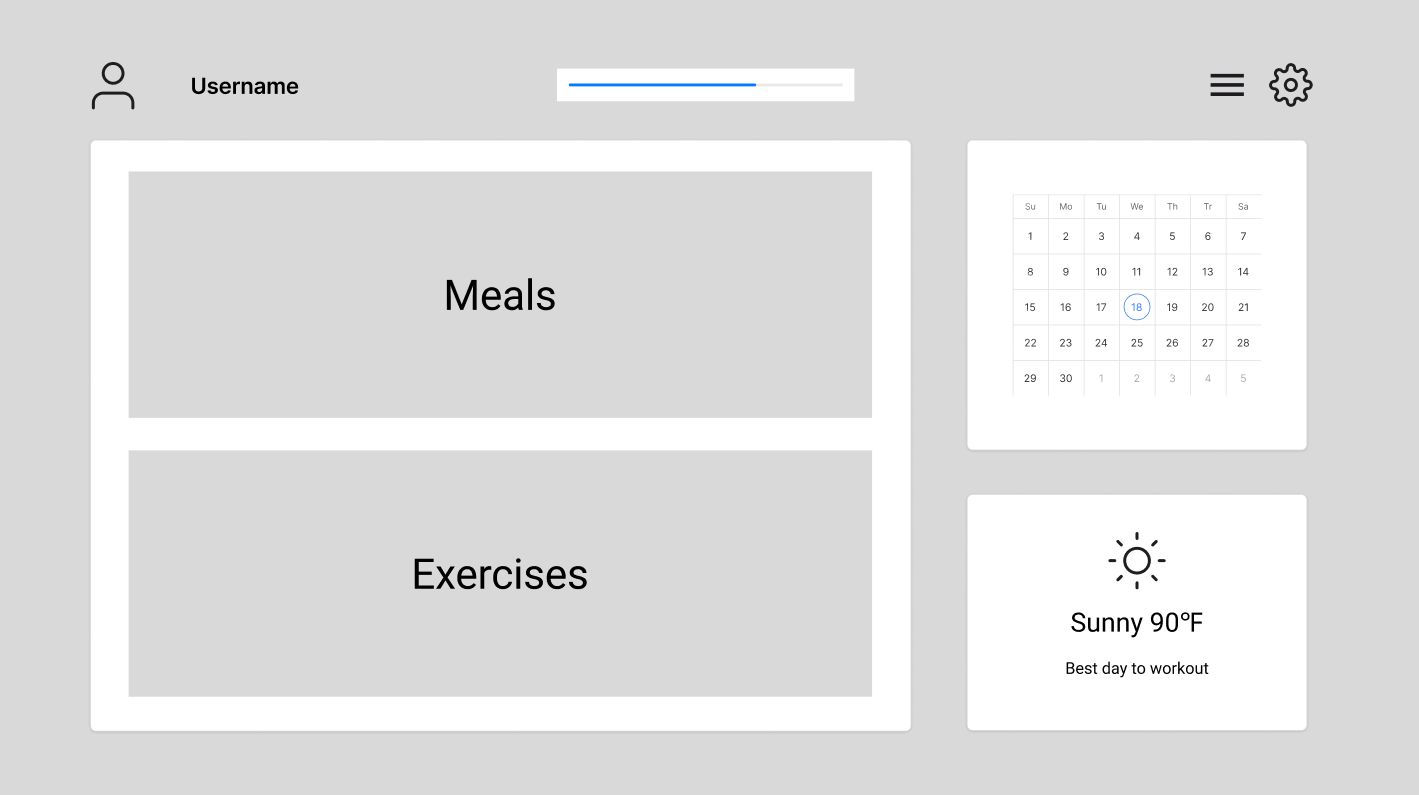 Username
Meals
Exercises
Su Mo Tu We Th Tr Sa
1 2 3 4 5 6 7
8 9 10 11 12 13 14
15 16 17 18 19 20 21
22 23 24 25 26 27 28
29 30 1 2 3 4 5
Sunny 90°F
Best day to workout